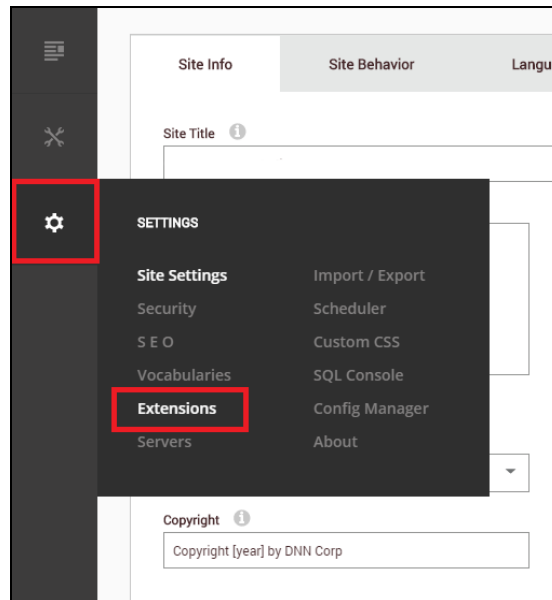 Site Info
Site Behavior
Langu
Site Title
SETTINGS
Site Settings
Import / Export
Security
Scheduler
S E O
Custom CSS
Vocabularies
SQL Console
Extensions
Config Manager
Servers
About
Copyright
Copyright [year] by DNN Corp